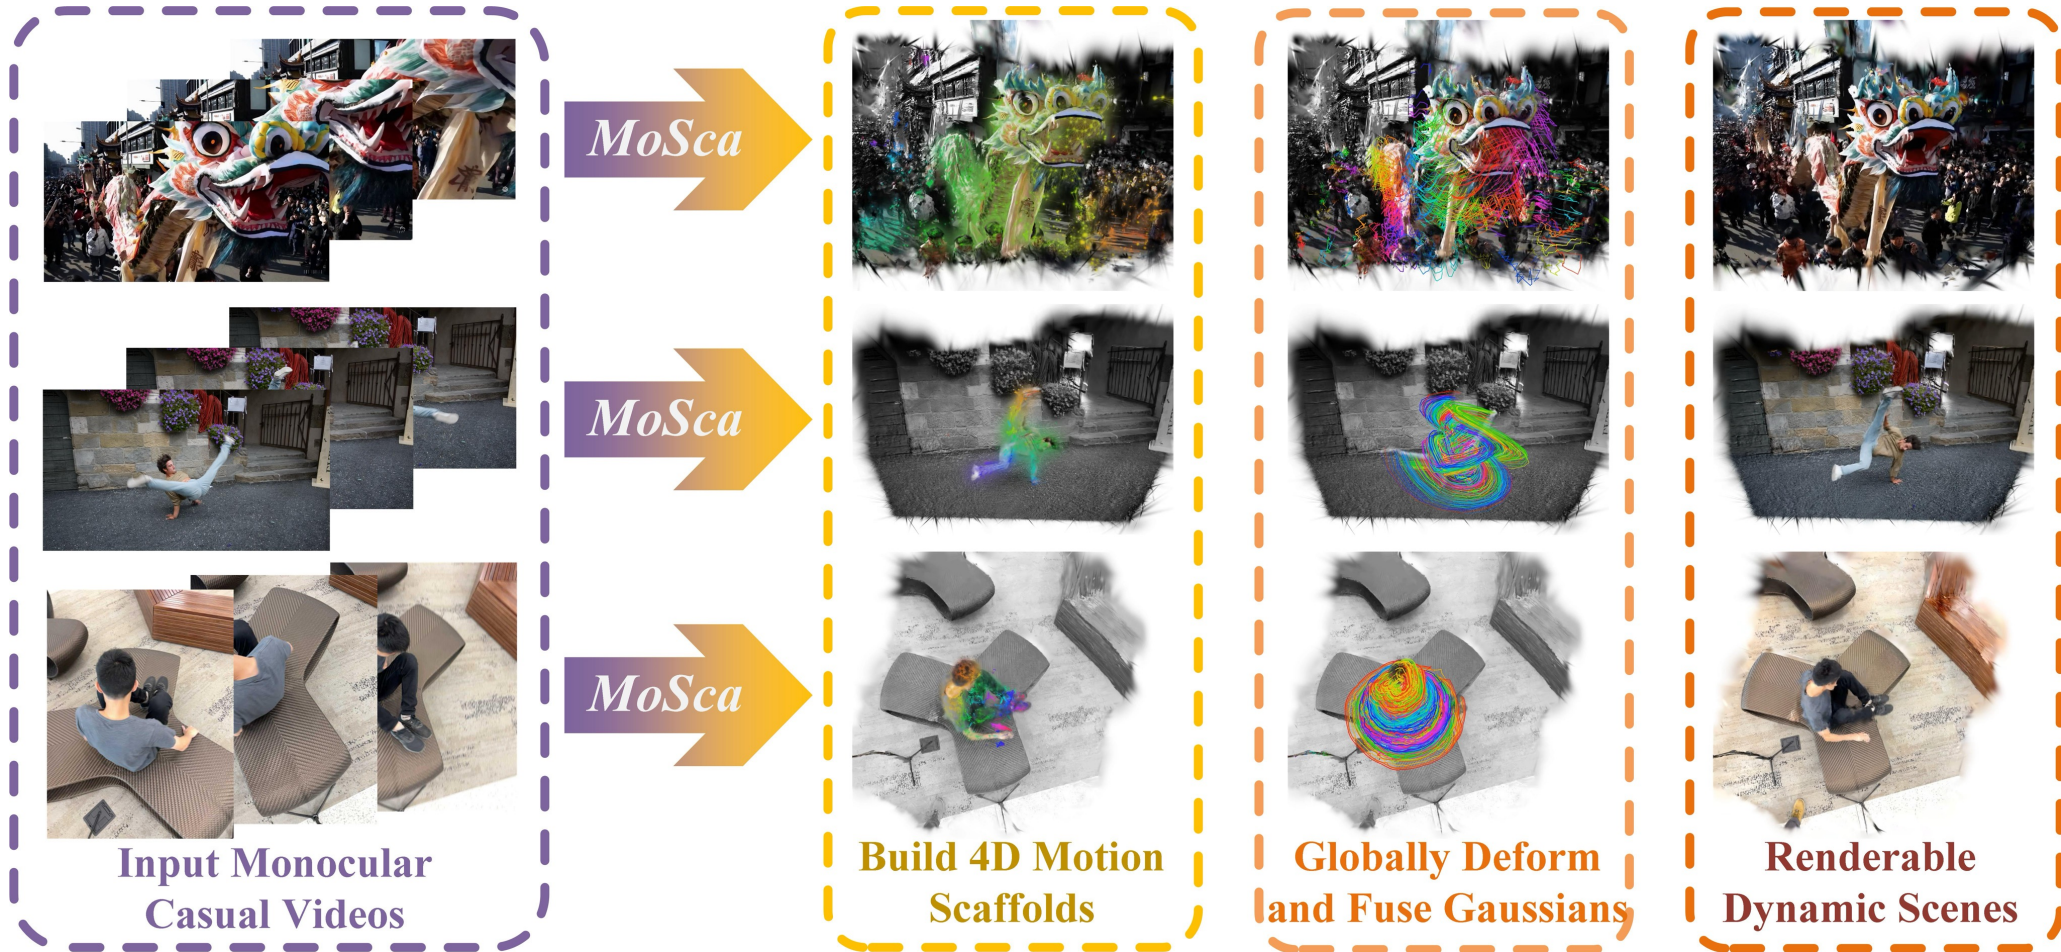 MoSca
MoSca
MoSca
Input Monocular
Casual Videos
Build 4D Motion
Scaffolds
Globally Deform
and Fuse Gaussians
Renderable
Dynamic Scenes